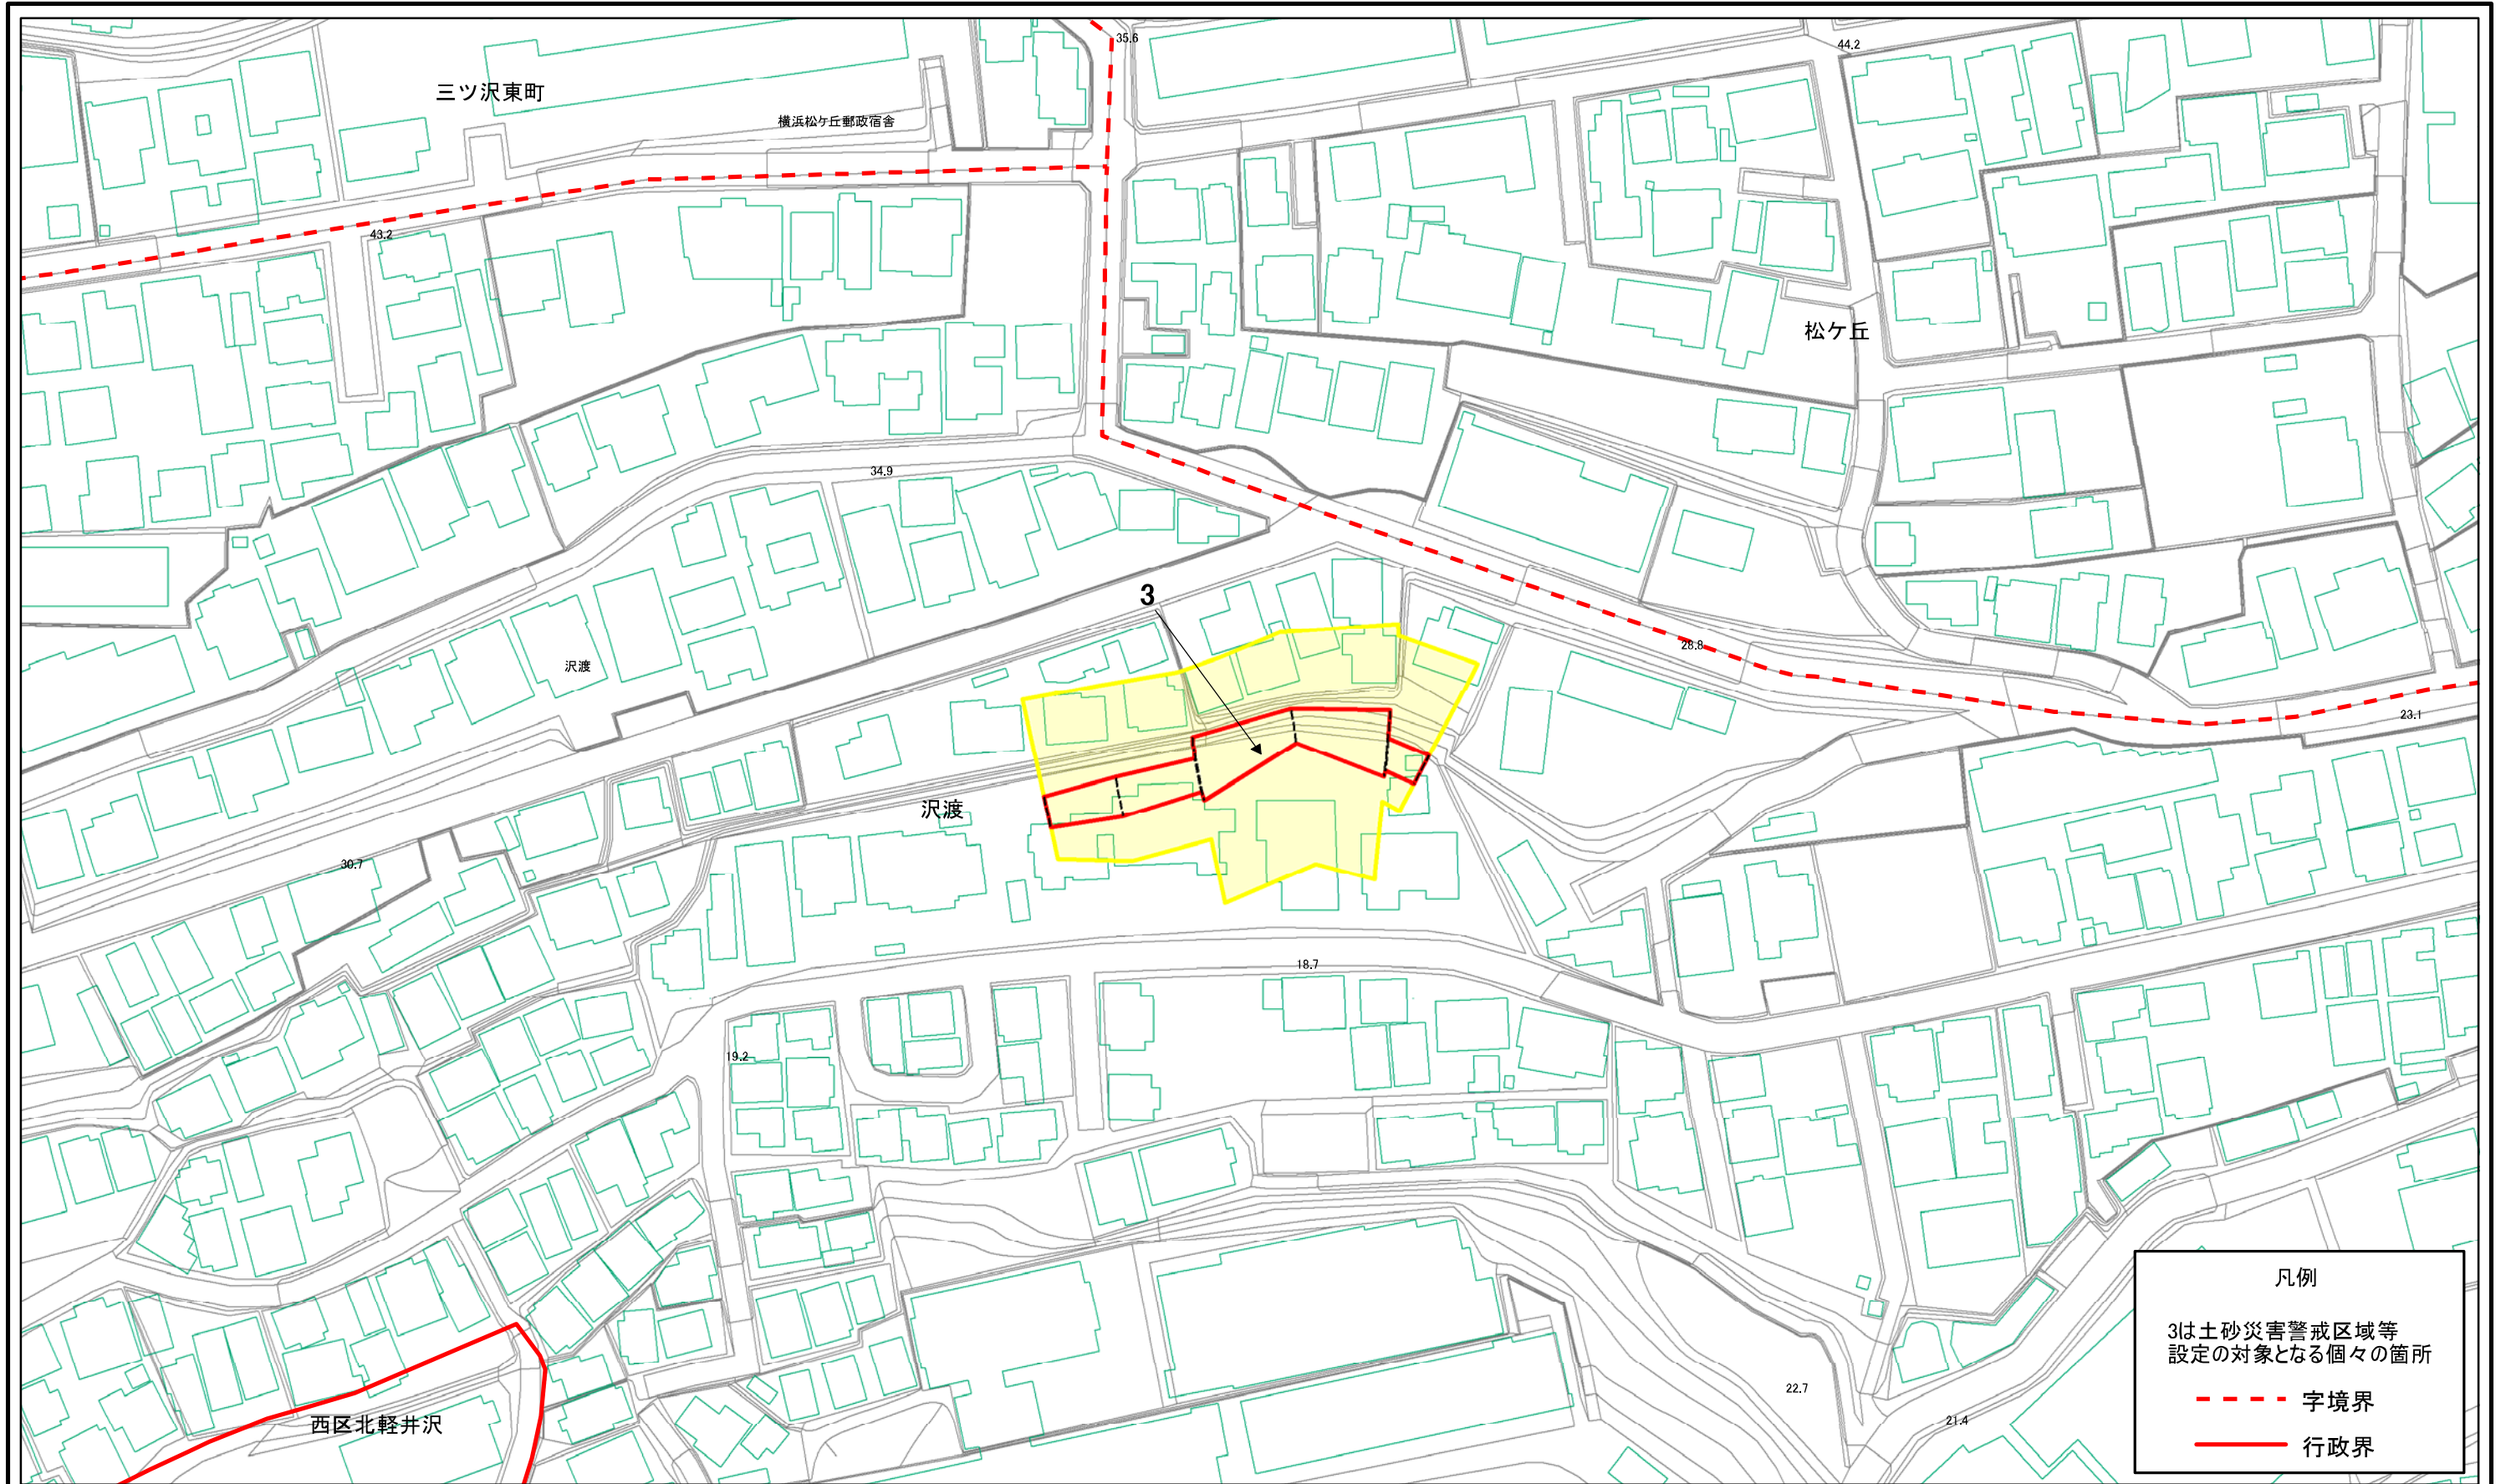 35.6
44.2
三ツ沢東町
横浜松ケ丘郵政宿舎
43.2
松ケ丘
34.9
3
沢渡
28.8
23.1
沢渡
30.7
18.7
19.2
22.7
21.4
西区北軽井沢
凡例
3は土砂災害警戒区域等
設定の対象となる個々の箇所
字境界
行政界